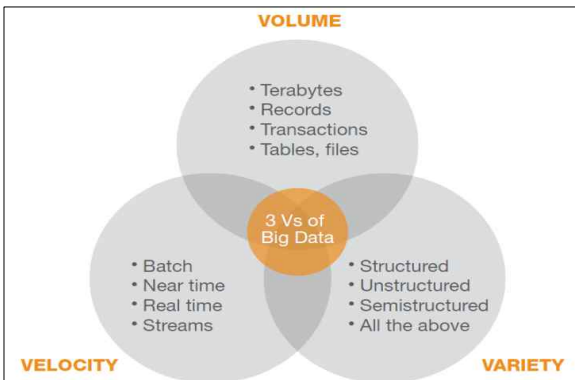 VOLUME
• Terabytes
• Records
• Transactions
• Tables, files
3 Vs of
Big Data
• Batch
• Near time
• Real time
• Streams
• Structured
• Unstructured
• Semistructured
• All the above
VELOCITY
VARIETY